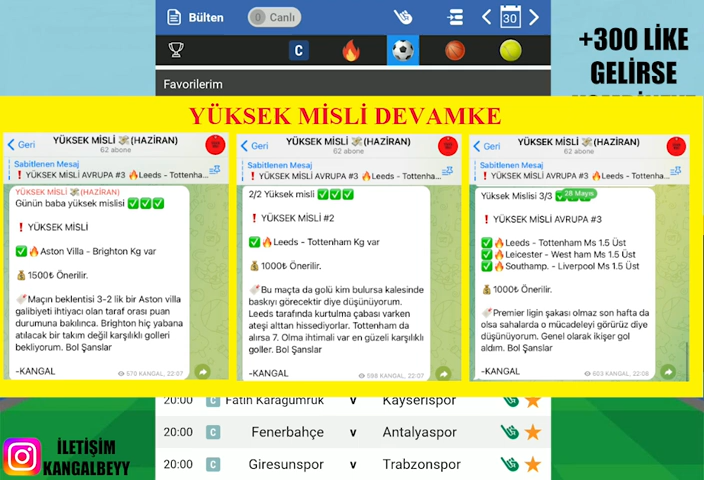 Bülten
0 Canlı
30
C
Favorilerim
+300 LİKE
GELİRSE
YÜKSEK MİSLİ DEVAMKE
Geri
YÜKSEK MİSLİ 💸(HAZİRAN)
62 abone
Sabitlenen Mesaj
❗ YÜKSEK MİSLİ AVRUPA #3 🔥Leeds - Tottenha...
YÜKSEK MİSLİ 💸(HAZİRAN)
Günün baba yüksek mislisi ✅✅✅
❗ YÜKSEK MİSLİ
✅🔥Aston Villa - Brighton Kg var
💰1500₺ Önerilir.
🚀Maçın beklentisi 3-2 lik bir Aston villa
galibiyeti ihtiyacı olan taraf orası puan
durumuna bakılınca. Brighton hiç yabana
atılacak bir takım değil karşılıklı golleri
bekliyorum. Bol Şanslar
-KANGAL
570 KANGAL, 22:07
Geri
YÜKSEK MİSLİ 💸(HAZİRAN)
62 abone
Sabitlenen Mesaj
❗ YÜKSEK MİSLİ AVRUPA #3 🔥Leeds - Tottenha...
2/2 Yüksek misli ✅✅✅
❗ YÜKSEK MİSLİ #2
✅🔥Leeds - Tottenham Kg var
💰1000₺ Önerilir.
🚀Bu maçta da golü kim bulursa kalesinde
baskıyı görecektir diye düşünüyorum.
Leeds tarafında kurtulma çabası varken
ateşi alttan hissediyorlar. Tottenham da
alırsa 7. Olma ihtimali var en güzeli karşılıklı
goller. Bol Şanslar
-KANGAL
598 KANGAL, 22:07
Geri
YÜKSEK MİSLİ 💸(HAZİRAN)
62 abone
Sabitlenen Mesaj
❗ YÜKSEK MİSLİ AVRUPA #3 🔥Leeds - Tottenha...
28 Mayıs
Yüksek Mislisi 3/3
❗ YÜKSEK MİSLİ AVRUPA #3
✅🔥Leeds - Tottenham Ms 1.5 Üst
✅🔥Leicester - West ham Ms 1.5 Üst
✅🔥Southamp. - Liverpool Ms 1.5 Üst
💰1000₺ Önerilir.
🚀Premier ligin şakası olmaz son hafta da
olsa sahalarda o mücadeleyi görürüz diye
düşünüyorum. Genel olarak ikişer gol
aldım. Bol Şanslar
-KANGAL
603 KANGAL, 22:08
20:00 C Fatih Karagümrük v Kayserispor
20:00 C Fenerbahçe v Antalyaspor
20:00 C Giresunspor v Trabzonspor
İLETİŞİM
KANGALBEYY